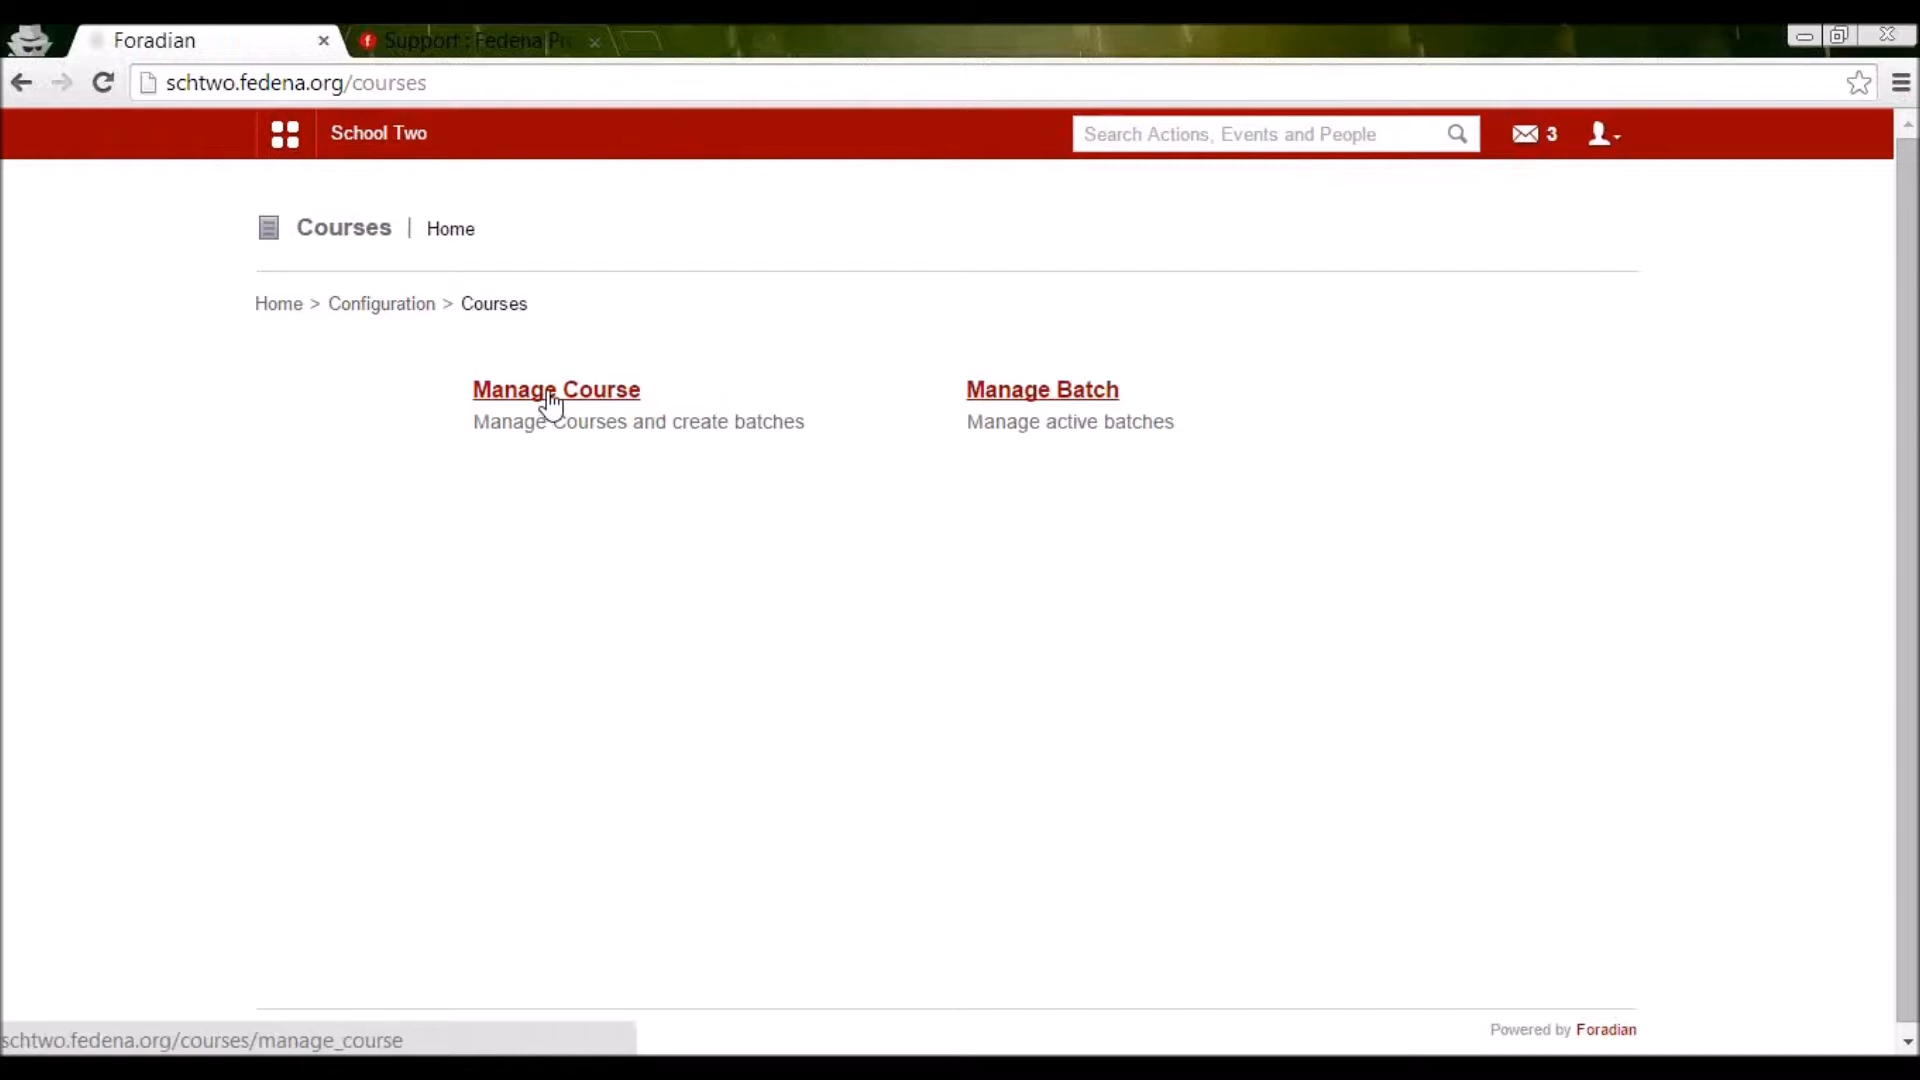 Foradian
Support : Fedena Pr
schtwo.fedena.org/courses
School Two
Search Actions, Events and People
3
Courses | Home
Home > Configuration > Courses
Manage Course
Manage Courses and create batches
Manage Batch
Manage active batches
Powered by Foradian
schtwo.fedena.org/courses/manage_course